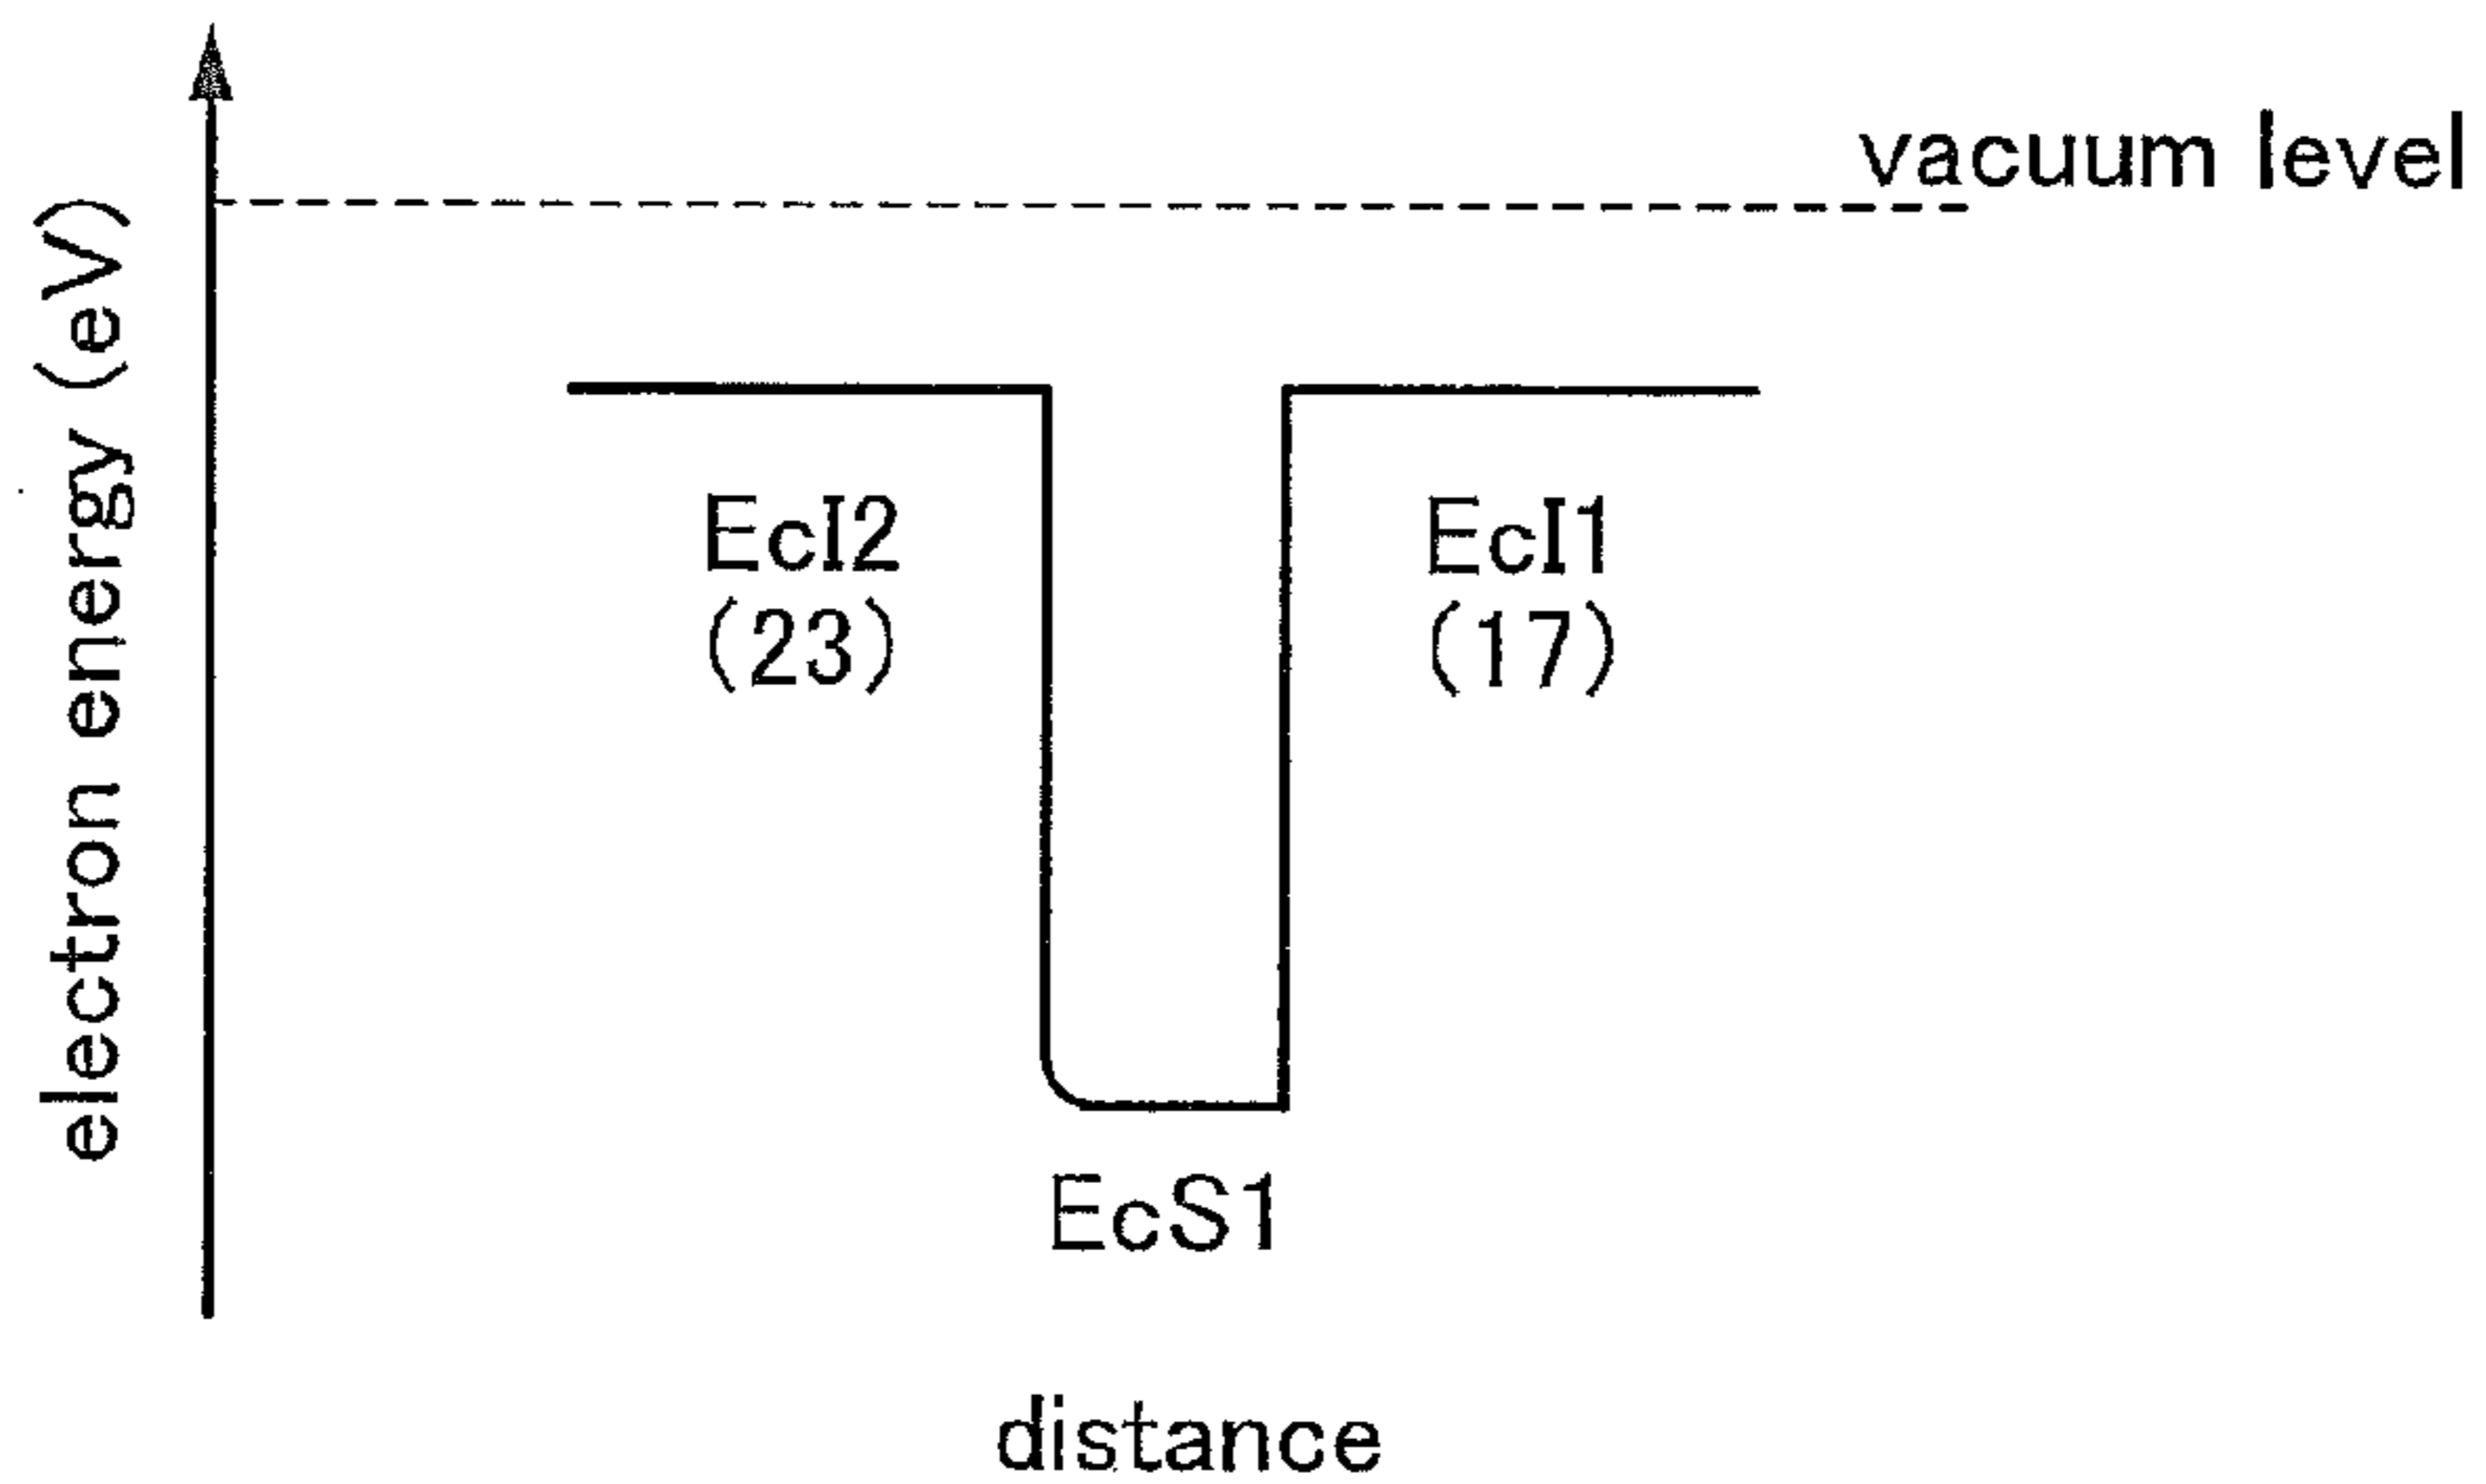 vacuum level
electron energy (eV)
EcI2
(23)
EcI1
(17)
EcS1
distance